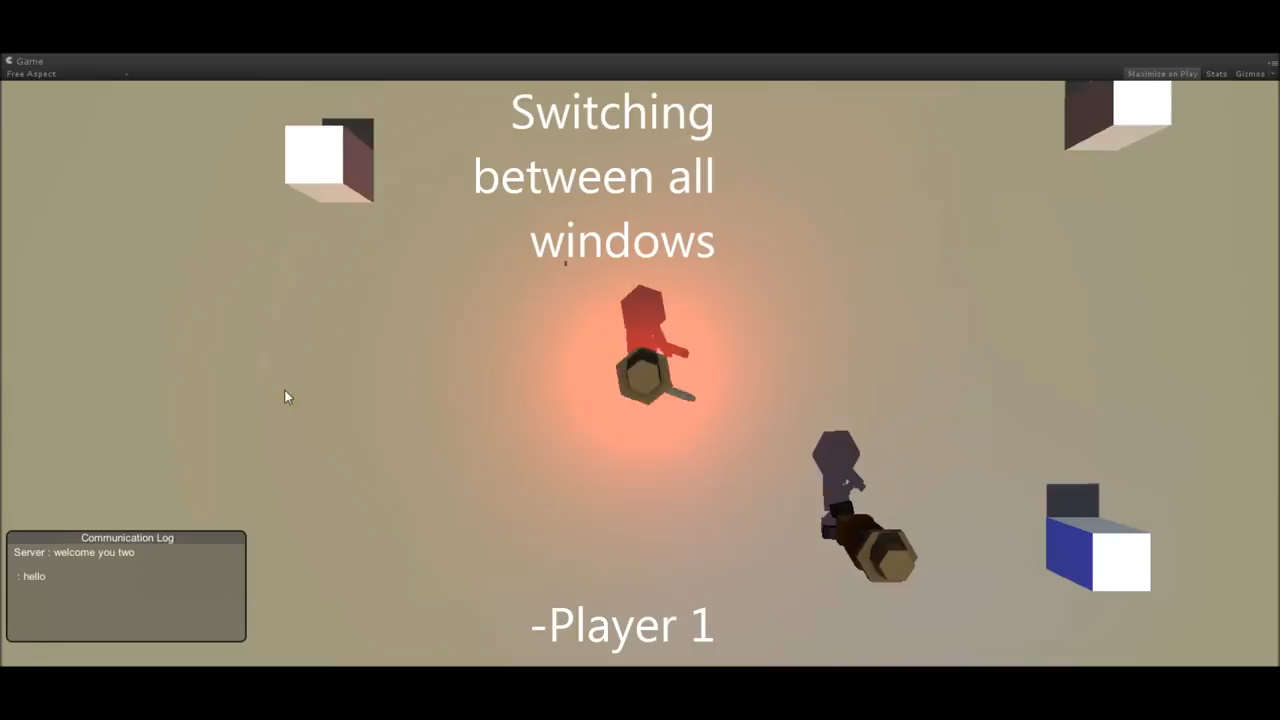 Game
Free Aspect
Maximize on Play Stats Gizmos
Switching
between all
windows
Communication Log
Server : welcome you two
: hello
-Player 1